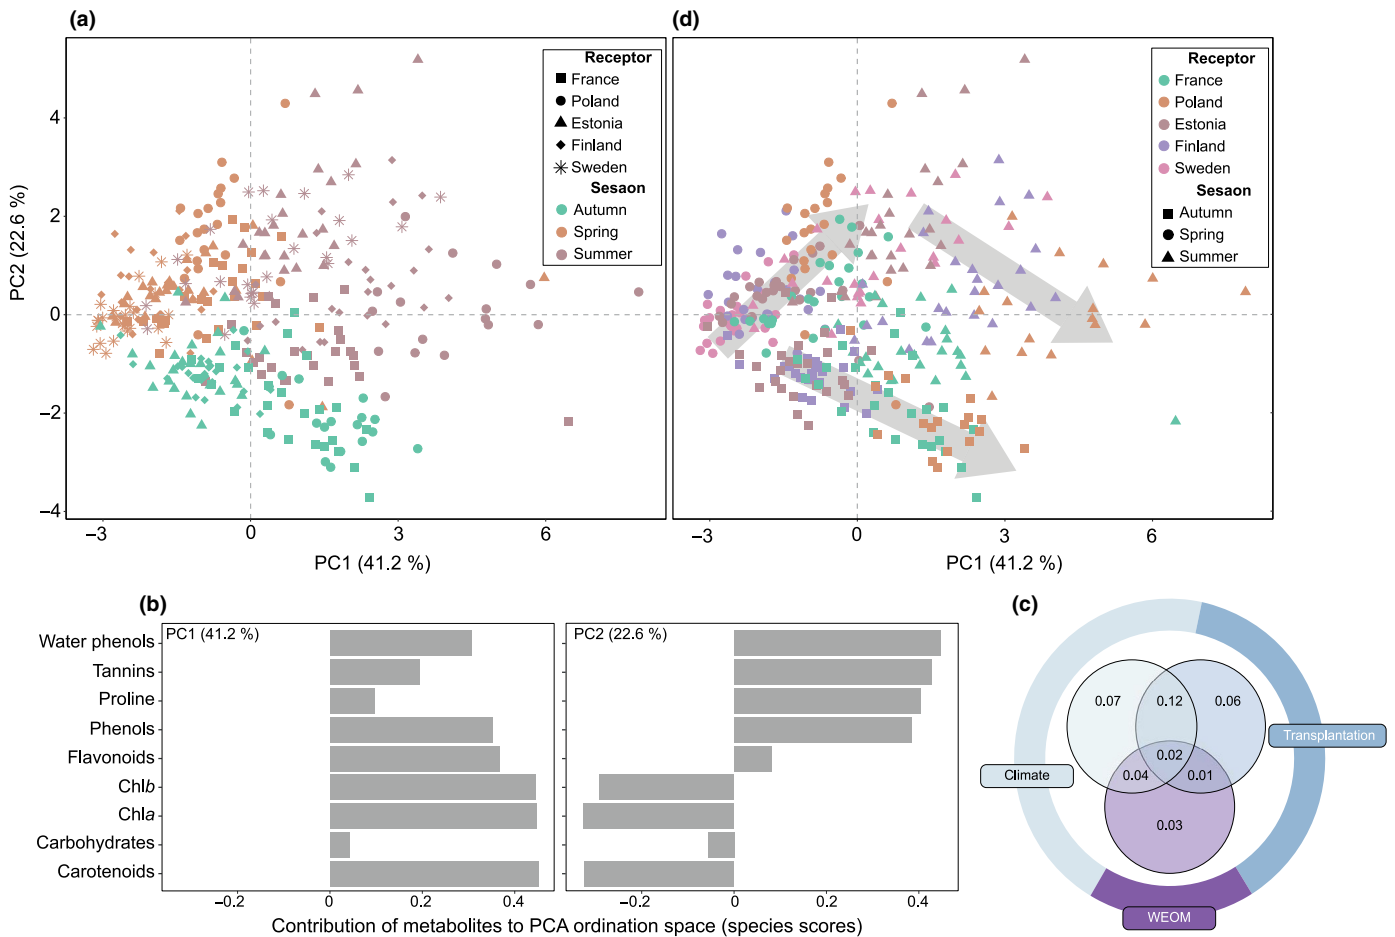 (a)
(d)
PC2 (22.6 %)
4
2
0
−2
−4
Receptor
France
Poland
Estonia
Finland
Sweden
Sesaon
Autumn
Spring
Summer
−3
0
3
6
PC1 (41.2 %)
Receptor
France
Poland
Estonia
Finland
Sweden
Sesaon
Autumn
Spring
Summer
−3
0
3
6
PC1 (41.2 %)
(b)
PC1 (41.2 %)
PC2 (22.6 %)
Water phenols
Tannins
Proline
Phenols
Flavonoids
Chlb
Chla
Carbohydrates
Carotenoids
-0.2
0
0.2
0.4
-0.2
0
0.2
0.4
Contribution of metabolites to PCA ordination space (species scores)
(c)
0.07
0.12
0.06
Transplantation
0.02
Climate
0.04
0.01
0.03
WEOM